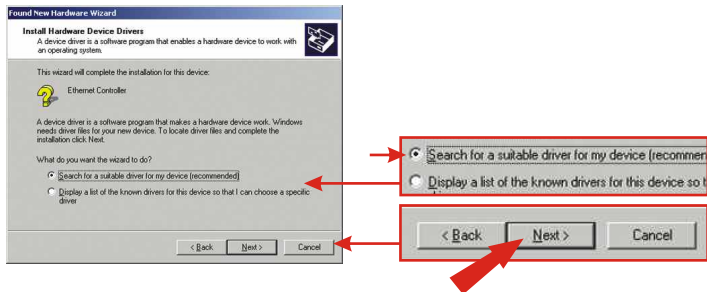 Found New Hardware Wizard
Install Hardware Device Drivers
A device driver is a software program that enables a hardware device to work with
an operating system.
This wizard will complete the installation for this device:
Ethernet Controller
A device driver is a software program that makes a hardware device work. Windows
needs driver files for your new device. To locate driver files and complete the
installation click Next.
What do you want the wizard to do?
Search for a suitable driver for my device (recommended)
Display a list of the known drivers for this device so that I can choose a specific
driver
< Back Next > Cancel
Search for a suitable driver for my device (recommen
Display a list of the known drivers for this device so t
< Back Next > Cancel